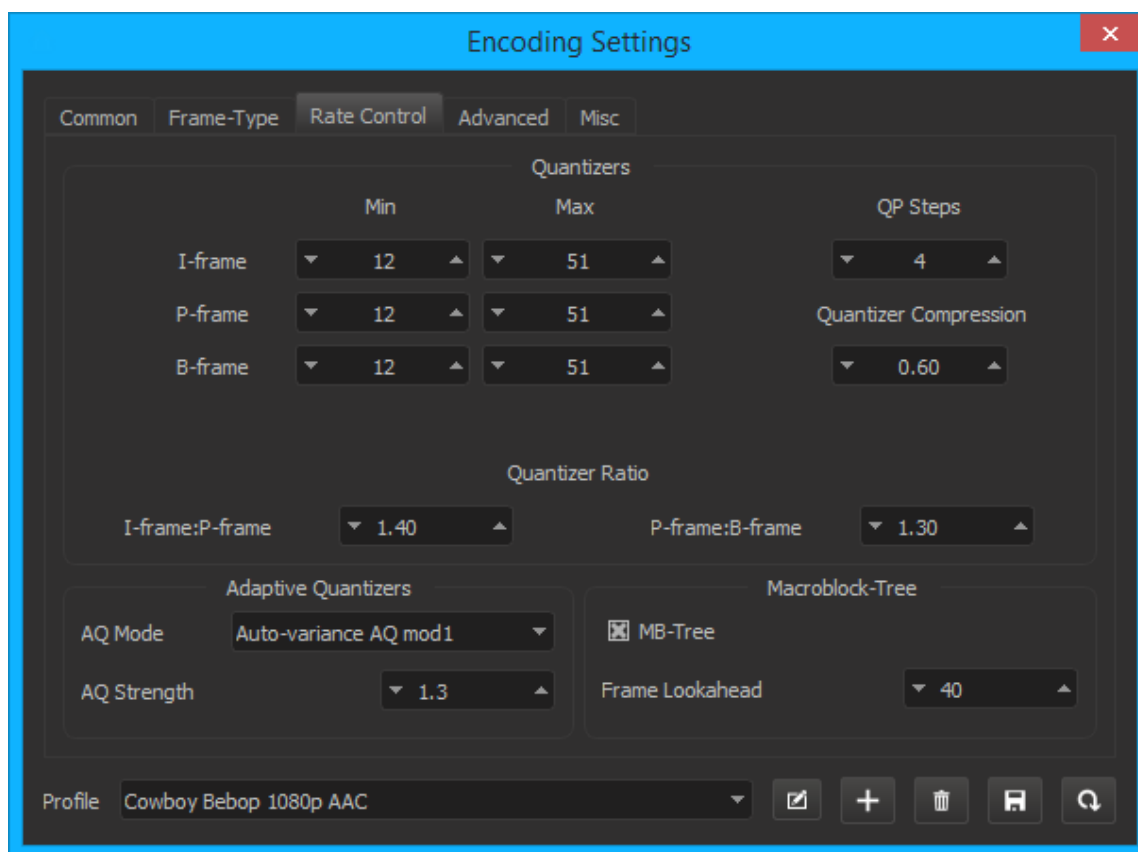 Encoding Settings
Common Frame-Type Rate Control Advanced Misc
Quantizers
Min Max QP Steps
I-frame 12 51 4
P-frame 12 51 Quantizer Compression
B-frame 12 51 0.60
Quantizer Ratio
I-frame:P-frame 1.40 P-frame:B-frame 1.30
Adaptive Quantizers Macroblock-Tree
AQ Mode Auto-variance AQ mod1 MB-Tree
AQ Strength 1.3 Frame Lookahead 40
Profile Cowboy Bebop 1080p AAC